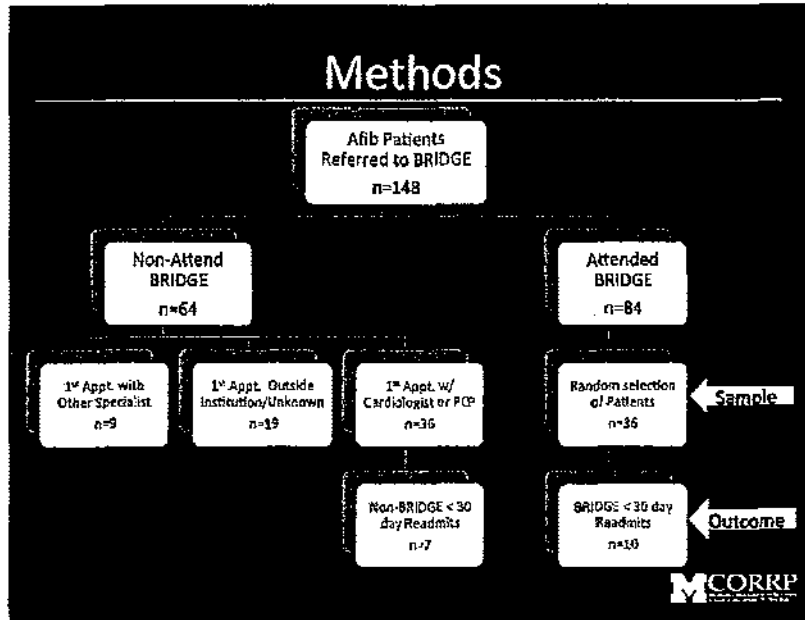 Methods
Afib Patients
Referred to BRIDGE
n=148
Non-Attend
BRIDGE
n=64
Attended
BRIDGE
n=84
1st Appt. with
Other Specialist
n=9
1st Appt. Outside
Institution/Unknown
n=19
1st Appt. w/
Cardiologist or PCP
n=36
Random selection
of Patients
n=36
Sample
Non-BRIDGE < 30
day Readmits
n=7
BRIDGE < 30 day
Readmits
n=10
Outcome
MCORRP